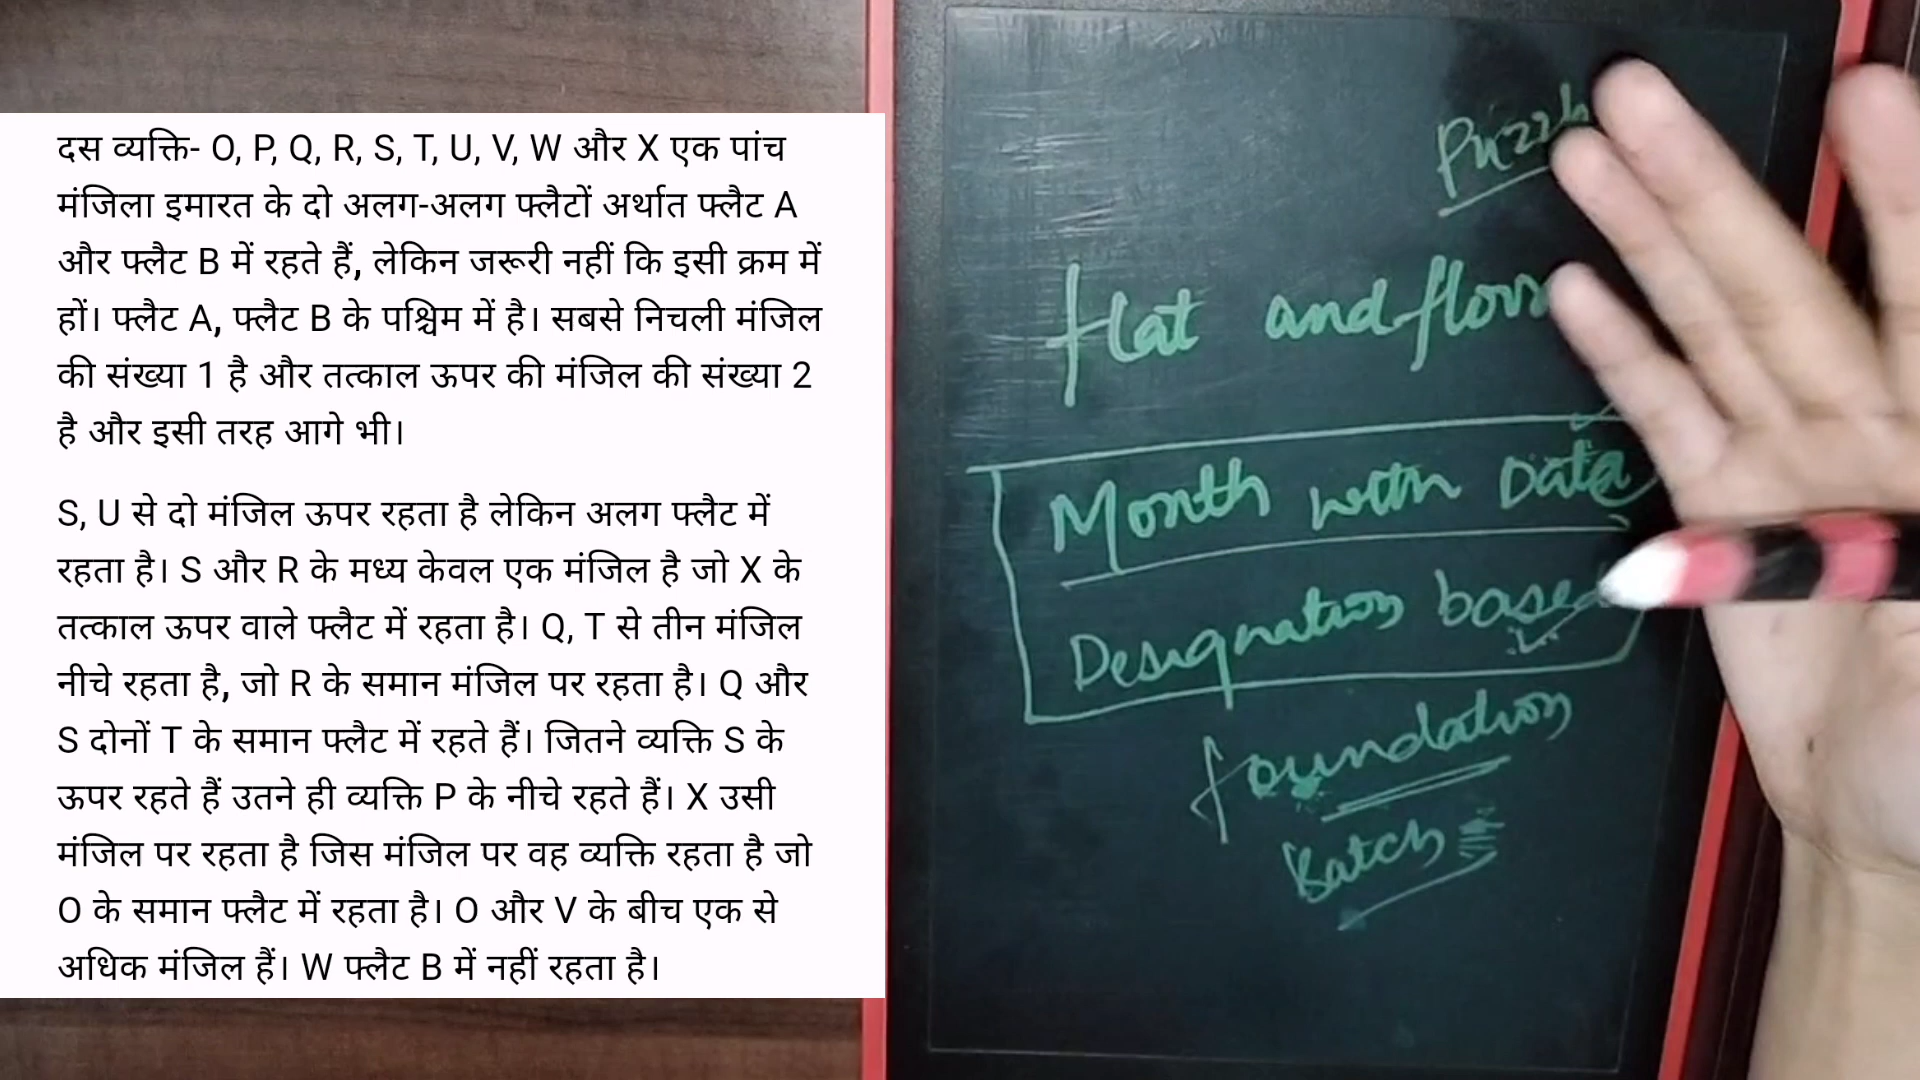 दस व्यक्ति- O, P, Q, R, S, T, U, V, W और X एक पांच
मंजिला इमारत के दो अलग-अलग फ्लैटों अर्थात फ्लैट A
और फ्लैट B में रहते हैं, लेकिन जरूरी नहीं कि इसी क्रम में
हों। फ्लैट A, फ्लैट B के पश्चिम में है। सबसे निचली मंजिल
की संख्या 1 है और तत्काल ऊपर की मंजिल की संख्या 2
है और इसी तरह आगे भी।
S, U से दो मंजिल ऊपर रहता है लेकिन अलग फ्लैट में
रहता है। S और R के मध्य केवल एक मंजिल है जो X के
तत्काल ऊपर वाले फ्लैट में रहता है। Q, T से तीन मंजिल
नीचे रहता है, जो R के समान मंजिल पर रहता है। Q और
S दोनों T के समान फ्लैट में रहते हैं। जितने व्यक्ति S के
ऊपर रहते हैं उतने ही व्यक्ति P के नीचे रहते हैं। X उसी
मंजिल पर रहता है जिस मंजिल पर वह व्यक्ति रहता है जो
O के समान फ्लैट में रहता है। O और V के बीच एक से
अधिक मंजिल हैं। W फ्लैट B में नहीं रहता है।
flat and
Month with Data
Designation based
foundation
Batch